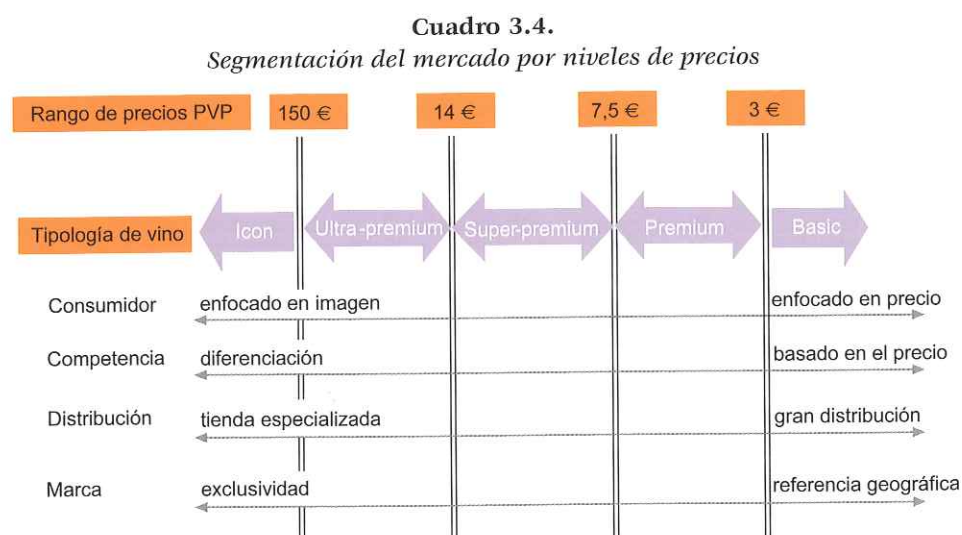 Cuadro 3.4.
Segmentación del mercado por niveles de precios
Rango de precios PVP 150 € 14 € 7,5 € 3 €
Tipología de vino Icon Ultra-premium Super-premium Premium Basic
Consumidor enfocado en imagen enfocado en precio
Competencia diferenciación basado en el precio
Distribución tienda especializada gran distribución
Marca exclusividad referencia geográfica